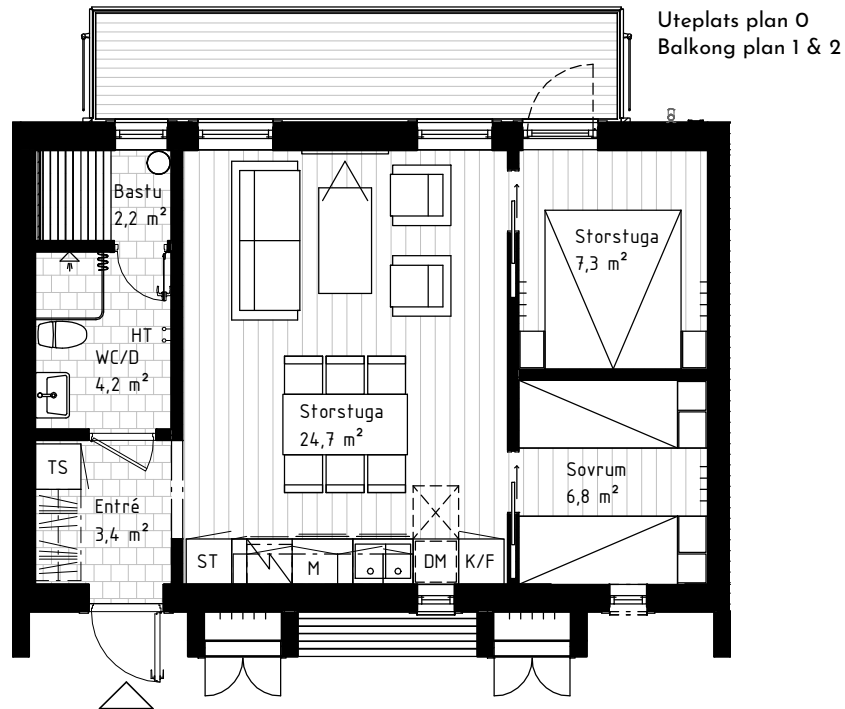 Uteplats plan 0
Balkong plan 1 & 2
Bastu
2,2 m²
Storstuga
7,3 m²
HT
WC/D
4,2 m²
Storstuga
24,7 m²
TS
Sovrum
6,8 m²
Entré
3,4 m²
ST
M
DM
K/F